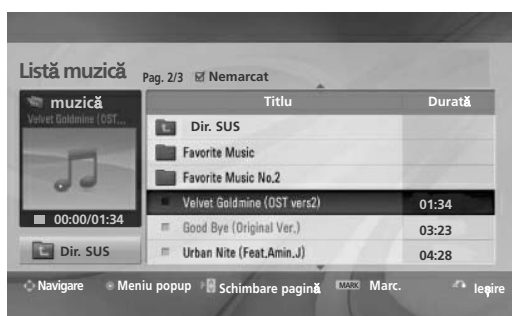 Listă muzică Pag. 2/3 Nemarcat
muzică
Velvet Goldmine (OST...
00:00/01:34
Dir. SUS
Titlu Durată
Dir. SUS
Favorite Music
Favorite Music No.2
Velvet Goldmine (OST vers2) 01:34
Good Bye (Original Ver.) 03:23
Urban Nite (Feat.Amin.J) 04:28
Navigare Meniu popup Schimbare pagină MARK Marc. Ieşire